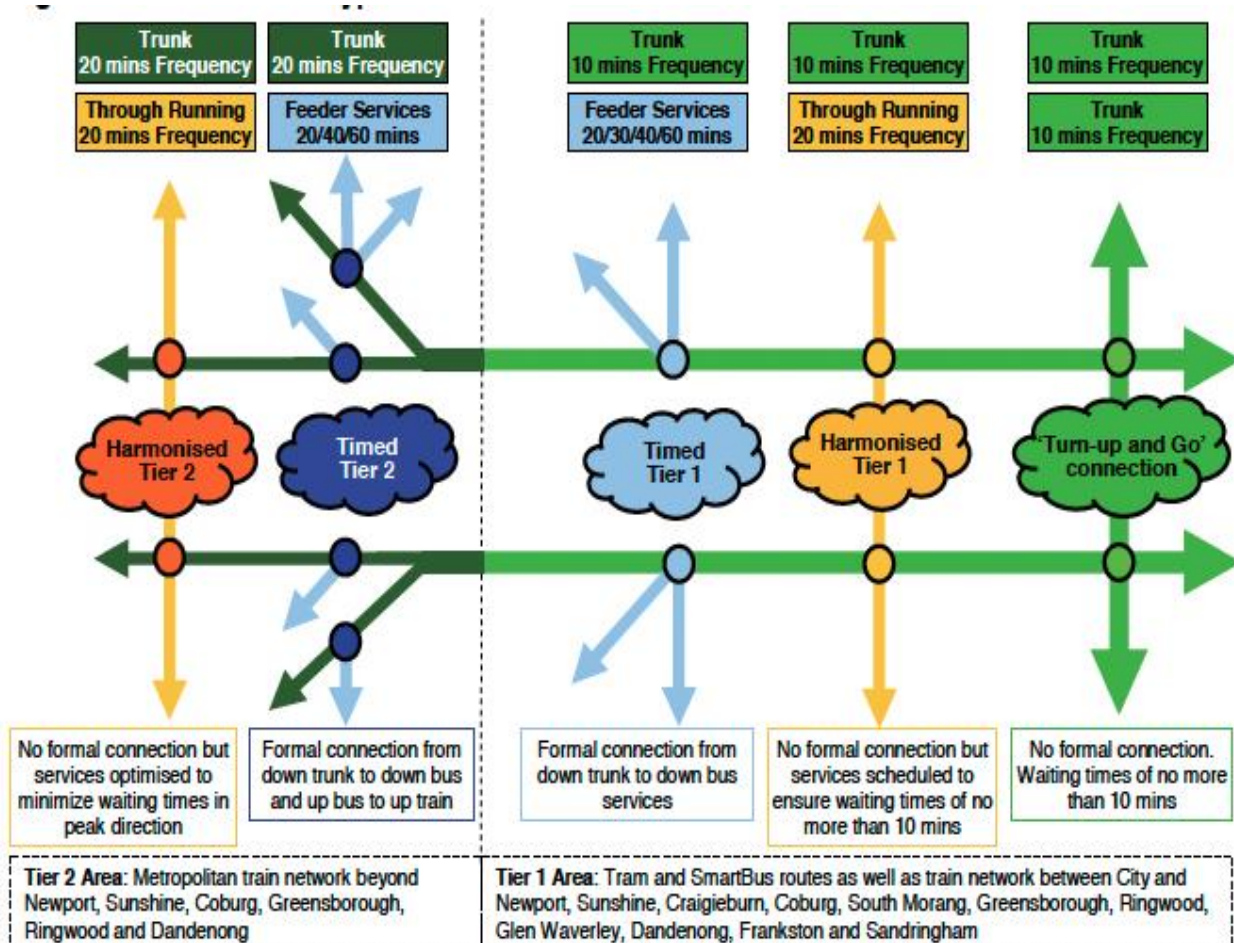 Trunk
20 mins Frequency
Trunk
20 mins Frequency
Trunk
10 mins Frequency
Trunk
10 mins Frequency
Trunk
10 mins Frequency
Through Running
20 mins Frequency
Feeder Services
20/40/60 mins
Feeder Services
20/30/40/60 mins
Through Running
20 mins Frequency
Trunk
10 mins Frequency
Harmonised
Tier 2
Timed
Tier 2
Timed
Tier 1
Harmonised
Tier 1
'Turn-up and Go'
connection
No formal connection but
services optimised to
minimize waiting times in
peak direction
Formal connection from
down trunk to down bus
and up bus to up train
Formal connection from
down trunk to down bus
services
No formal connection but
services scheduled to
ensure waiting times of no
more than 10 mins
No formal connection.
Waiting times of no more
than 10 mins
Tier 2 Area: Metropolitan train network beyond
Newport, Sunshine, Coburg, Greensborough,
Ringwood and Dandenong
Tier 1 Area: Tram and SmartBus routes as well as train network between City and
Newport, Sunshine, Craigieburn, Coburg, South Morang, Greensborough, Ringwood,
Glen Waverley, Dandenong, Frankston and Sandringham